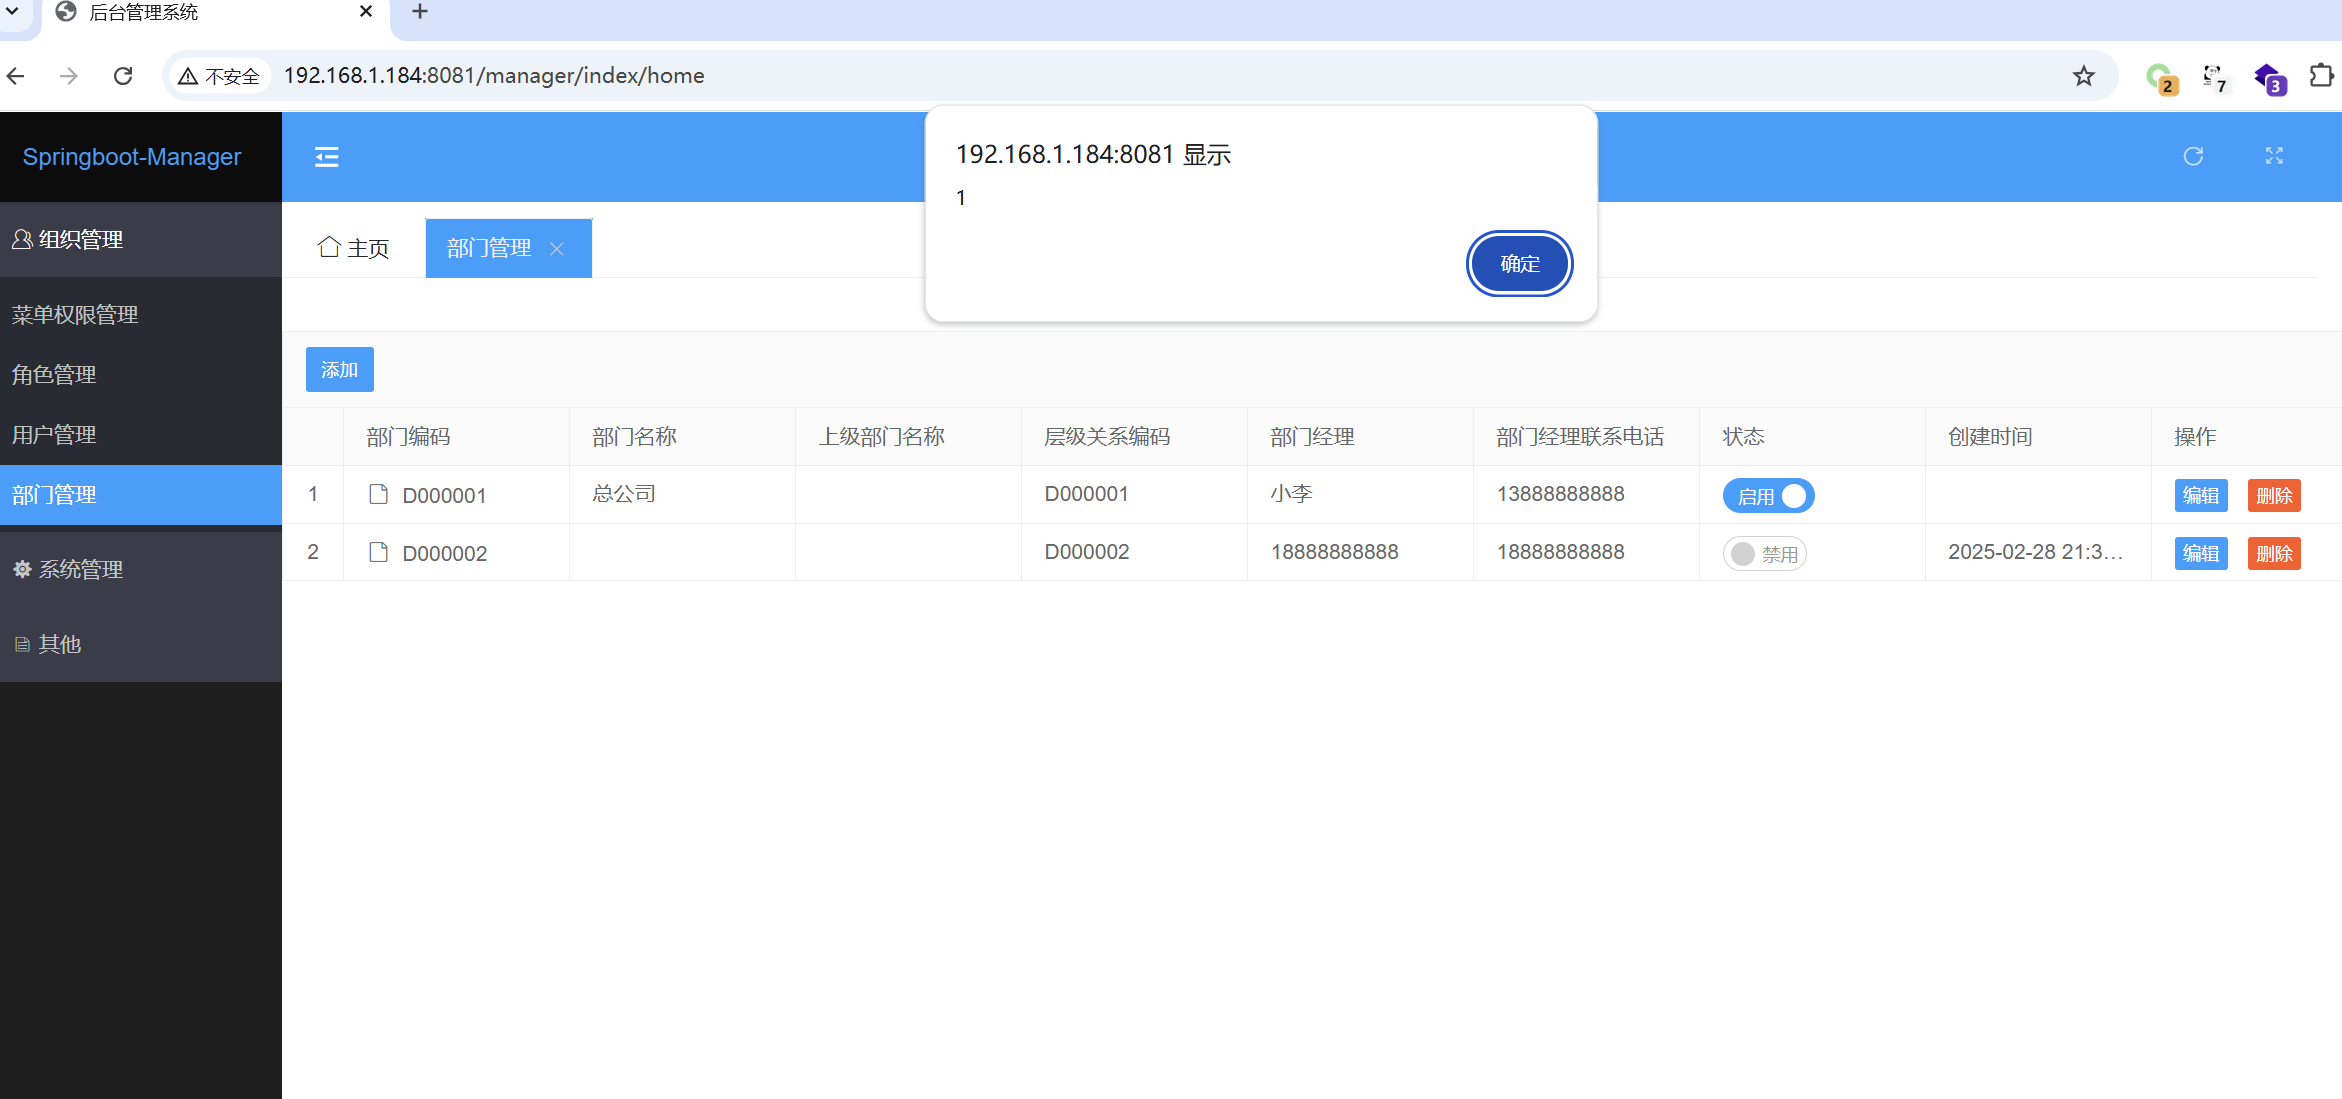 后台管理系统
不安全 192.168.1.184:8081/manager/index/home
2 7 3
Springboot-Manager
192.168.1.184:8081 显示
1
确定
组织管理
主页 部门管理
菜单权限管理
角色管理
用户管理
部门管理
系统管理
其他
添加
部门编码 部门名称 上级部门名称 层级关系编码 部门经理 部门经理联系电话 状态 创建时间 操作
1 D000001 总公司 D000001 小李 13888888888 启用 编辑 删除
2 D000002 D000002 18888888888 18888888888 禁用 2025-02-28 21:3... 编辑 删除